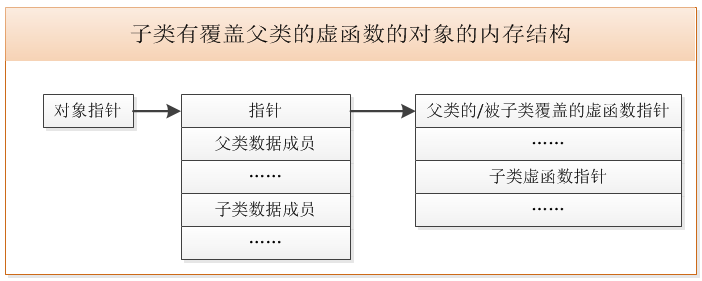 子类有覆盖父类的虚函数的对象的内存结构
对象指针
指针
父类数据成员
……
子类数据成员
……
父类的/被子类覆盖的虚函数指针
……
子类虚函数指针
……